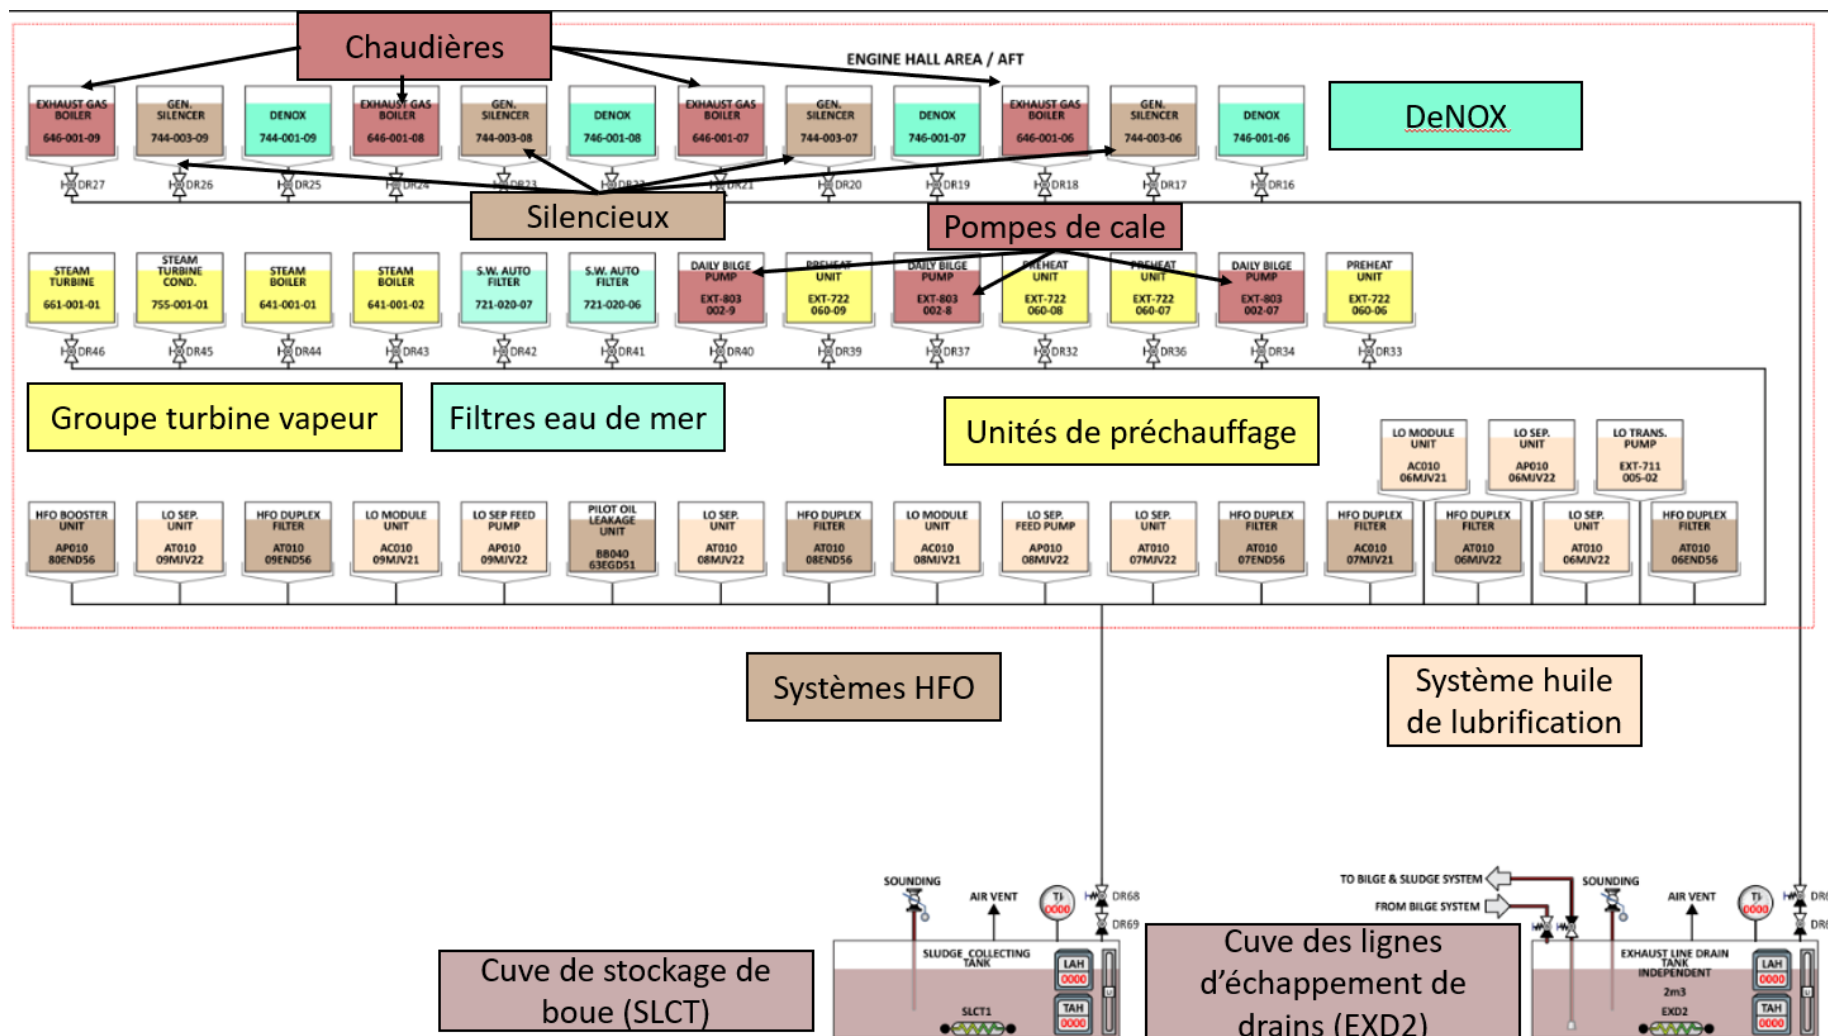 Chaudières
ENGINE HALL AREA / AFT
EXHAUST GAS
BOILER
646-001-09
GEN.
SILENCER
744-003-09
DENOX
744-001-09
EXHAUST GAS
BOILER
646-001-08
GEN.
SILENCER
744-003-08
DENOX
746-001-08
EXHAUST GAS
BOILER
646-001-07
GEN.
SILENCER
744-003-07
DENOX
746-001-07
EXHAUST GAS
BOILER
646-001-06
GEN.
SILENCER
744-003-06
DENOX
746-001-06
DeNOX
DR27
DR26
DR25
DR24
DR23
DR21
DR20
DR19
DR18
DR17
DR16
Silencieux
Pompes de cale
STEAM
TURBINE
661-001-01
STEAM
TURBINE
COND.
755-001-01
STEAM
BOILER
641-001-01
STEAM
BOILER
641-001-02
S.W. AUTO
FILTER
721-020-07
S.W. AUTO
FILTER
721-020-06
DAILY BILGE
PUMP
EXT-803
002-9
PREHEAT
UNIT
EXT-722
060-09
DAILY BILGE
PUMP
EXT-803
002-8
PREHEAT
UNIT
EXT-722
060-08
PREHEAT
UNIT
EXT-722
060-07
DAILY BILGE
PUMP
EXT-803
002-07
PREHEAT
UNIT
EXT-722
060-06
DR46
DR45
DR44
DR43
DR42
DR41
DR40
DR39
DR37
DR32
DR36
DR34
DR33
Groupe turbine vapeur
Filtres eau de mer
Unités de préchauffage
LO MODULE
UNIT
AC010
06MJV21
LO SEP.
UNIT
AP010
06MJV22
LO TRANS.
PUMP
EXT-711
005-02
HFO BOOSTER
UNIT
AP010
80END56
LO SEP.
UNIT
AT010
09MJV22
HFO DUPLEX
FILTER
AT010
09END56
LO MODULE
UNIT
AC010
09MJV21
LO SEP FEED
PUMP
AP010
09MJV22
PILOT OIL
LEAKAGE
UNIT
BB040
63EGD51
LO SEP.
UNIT
AT010
08MJV22
HFO DUPLEX
FILTER
AT010
08END56
LO MODULE
UNIT
AC010
08MJV21
LO SEP.
FEED PUMP
AP010
08MJV22
LO SEP.
UNIT
AT010
07MJV22
HFO DUPLEX
FILTER
AT010
07END56
HFO DUPLEX
FILTER
AC010
07MJV21
HFO DUPLEX
FILTER
AT010
06MJV22
LO SEP.
UNIT
AT010
06MJV22
HFO DUPLEX
FILTER
AT010
06END56
Systèmes HFO
Système huile
de lubrification
SOUNDING
AIR VENT
TI
0000
DR68
DR69
TO BILGE & SLUDGE SYSTEM
FROM BILGE SYSTEM
SOUNDING
AIR VENT
TI
0000
Cuve de stockage de
boue (SLCT)
SLUDGE COLLECTING
TANK
SLCT1
LAH
0000
TAH
0000
Cuve des lignes
d’échappement de
drains (EXD2)
EXHAUST LINE DRAIN
TANK
INDEPENDENT
2m3
EXD2
LAH
0000
TAH
0000